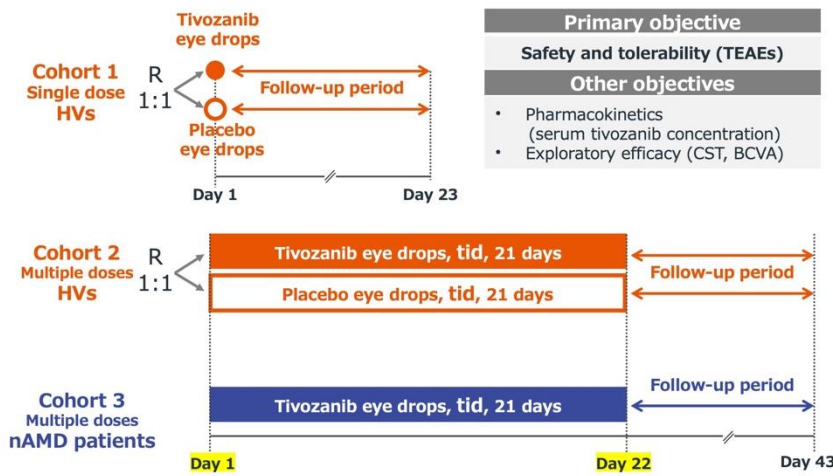 Tivozanib
eye drops
Cohort 1
Single dose
HVs
R
1:1
Follow-up period
Placebo
eye drops
Day 1
Day 23
Primary objective
Safety and tolerability (TEAEs)
Other objectives
• Pharmacokinetics
(serum tivozanib concentration)
• Exploratory efficacy (CST, BCVA)
Cohort 2
Multiple doses
HVs
R
1:1
Tivozanib eye drops, tid, 21 days
Placebo eye drops, tid, 21 days
Follow-up period
Cohort 3
Multiple doses
nAMD patients
Tivozanib eye drops, tid, 21 days
Follow-up period
Day 1
Day 22
Day 43